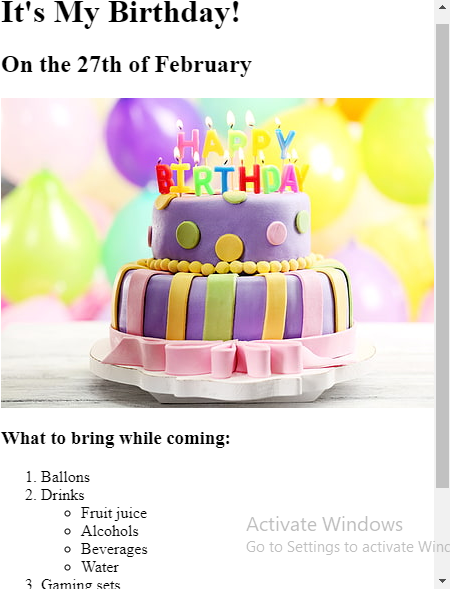 It's My Birthday!
On the 27th of February
HAPPY
BIRTHDAY
What to bring while coming:
1. Ballons
2. Drinks
Fruit juice
Alcohols
Beverages
Water
3. Gaming sets
Activate Windows
Go to Settings to activate Wind